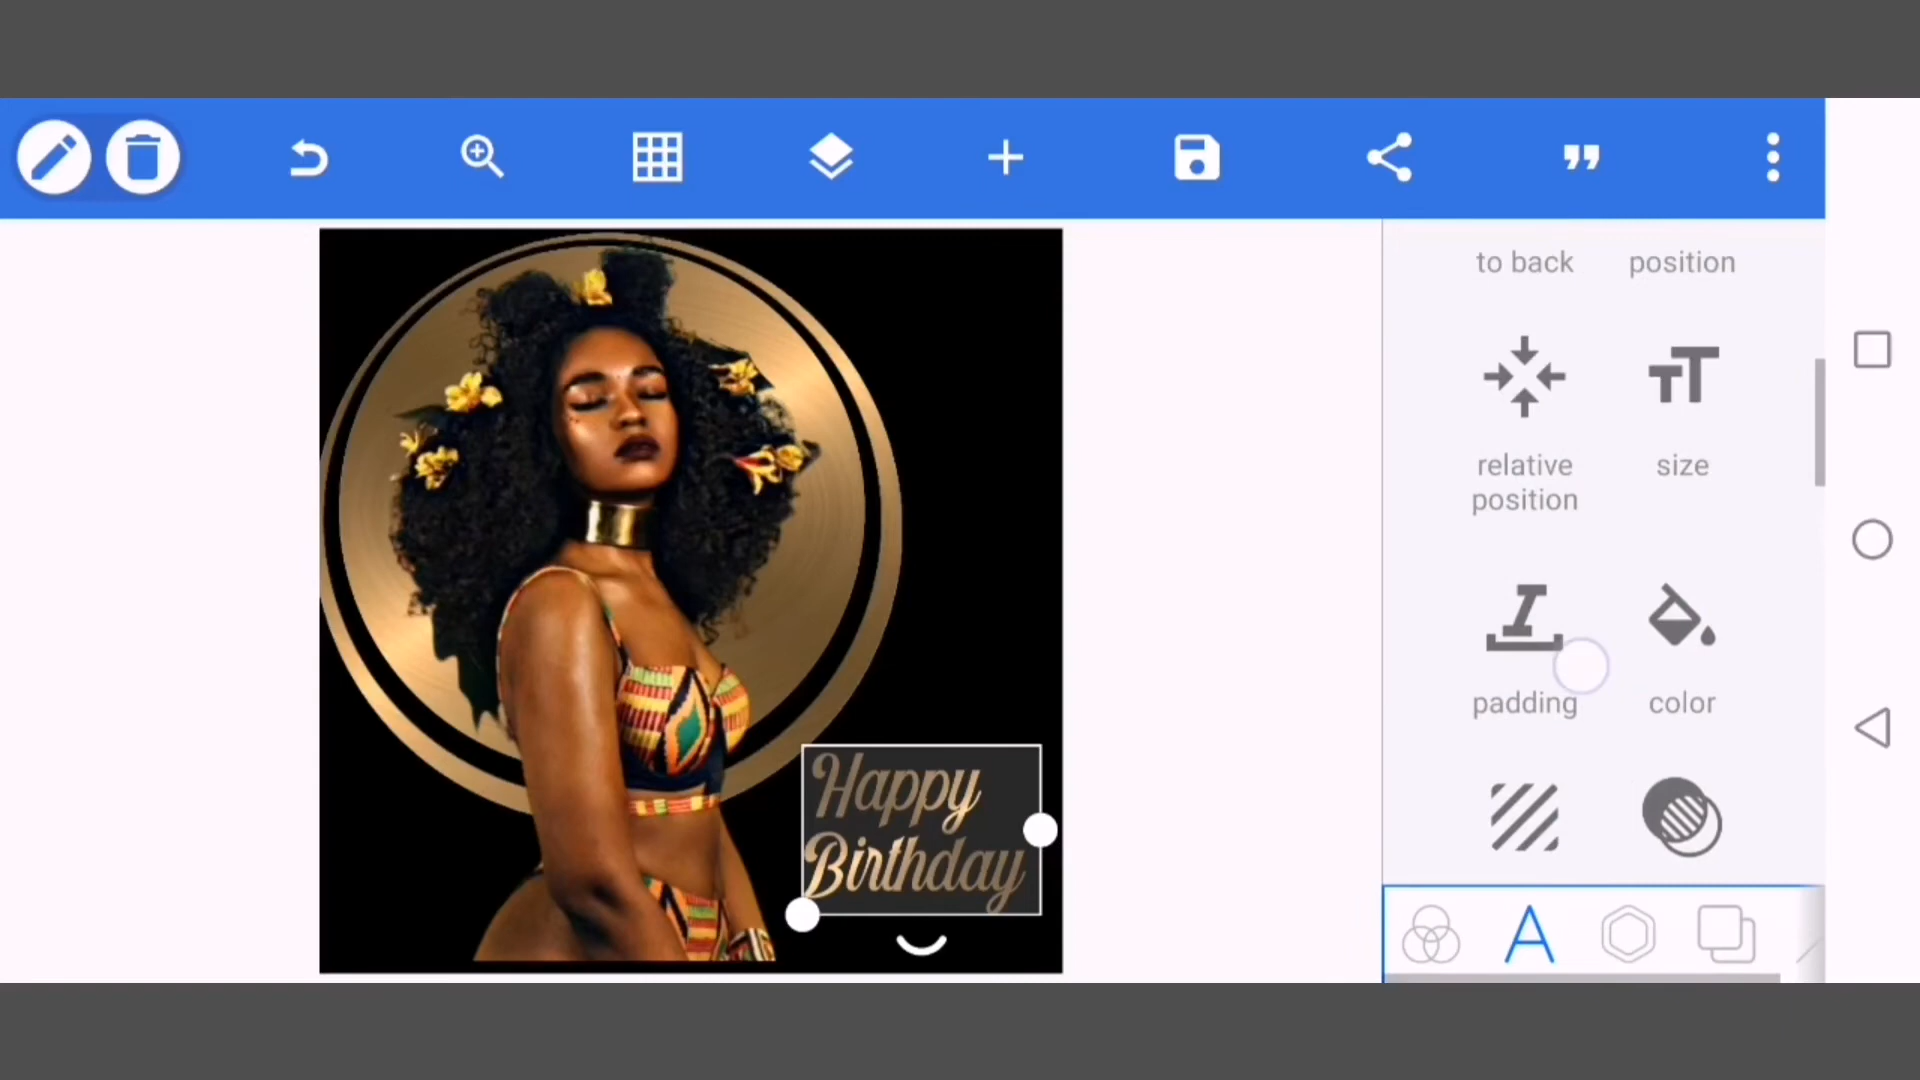 to back
position
relative
position
size
padding
color
Happy
Birthday